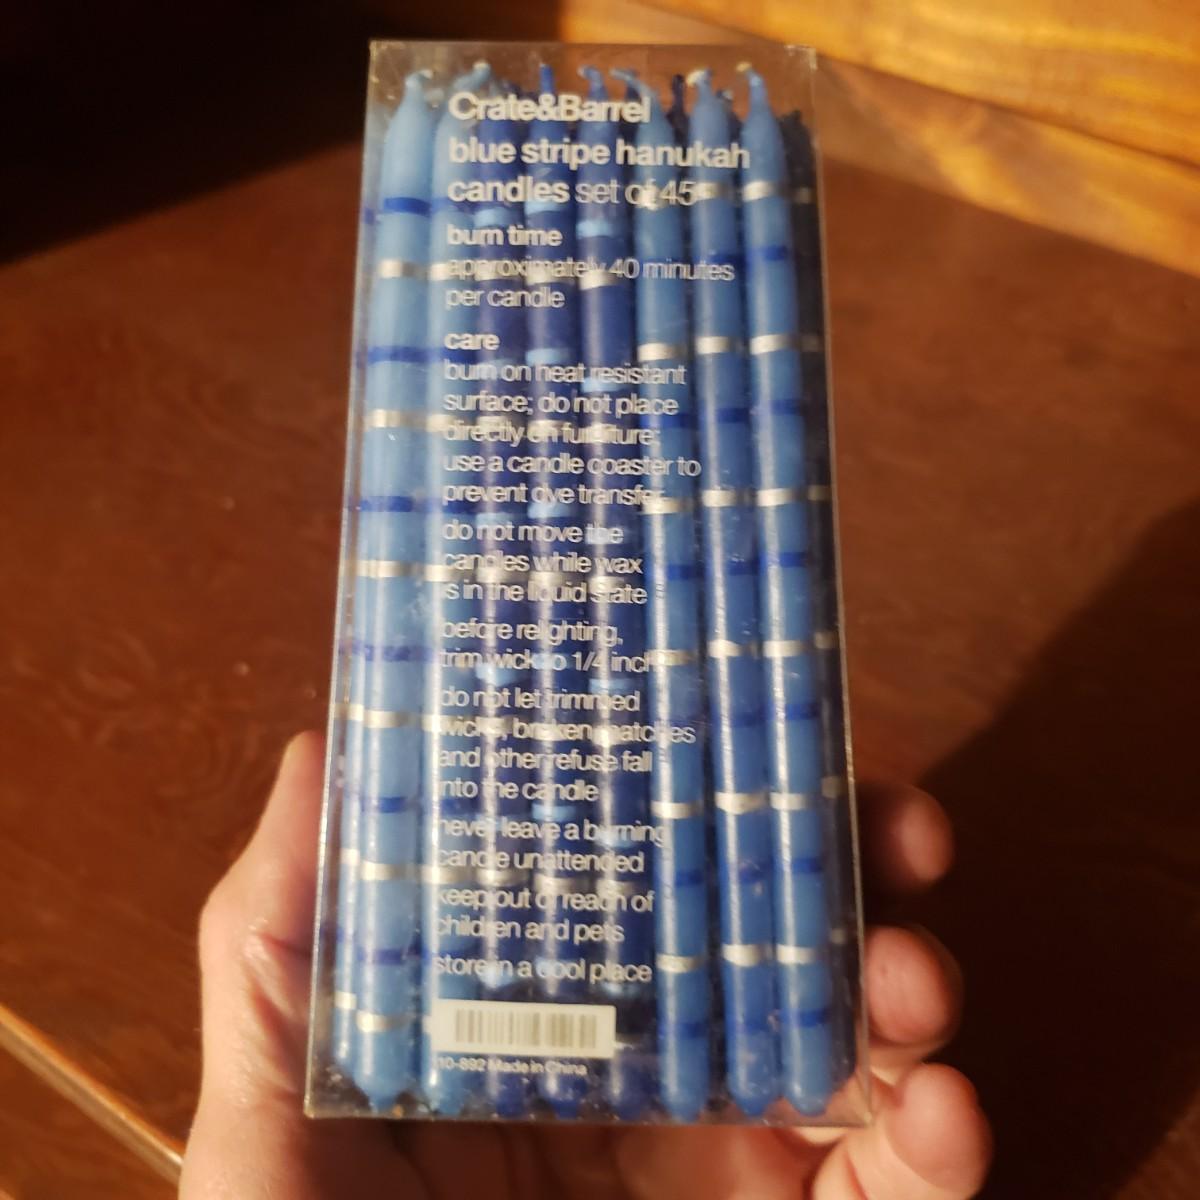 Crate&Barrel
blue stripe hanukah
candles set of 45
burn time
approximately 40 minutes
per candle
care
burn on heat resistant
surface; do not place
directly on furniture;
use a candle coaster to
prevent dye transfer
do not move the
candles while wax
is in the liquid state
before relighting,
trim wick to 1/4 inch
do not let trimmed
wicks, broken matches
and other refuse fall
into the candle
never leave a burning
candle unattended
keep out of reach of
children and pets
store in a cool place
10-892 Made in China